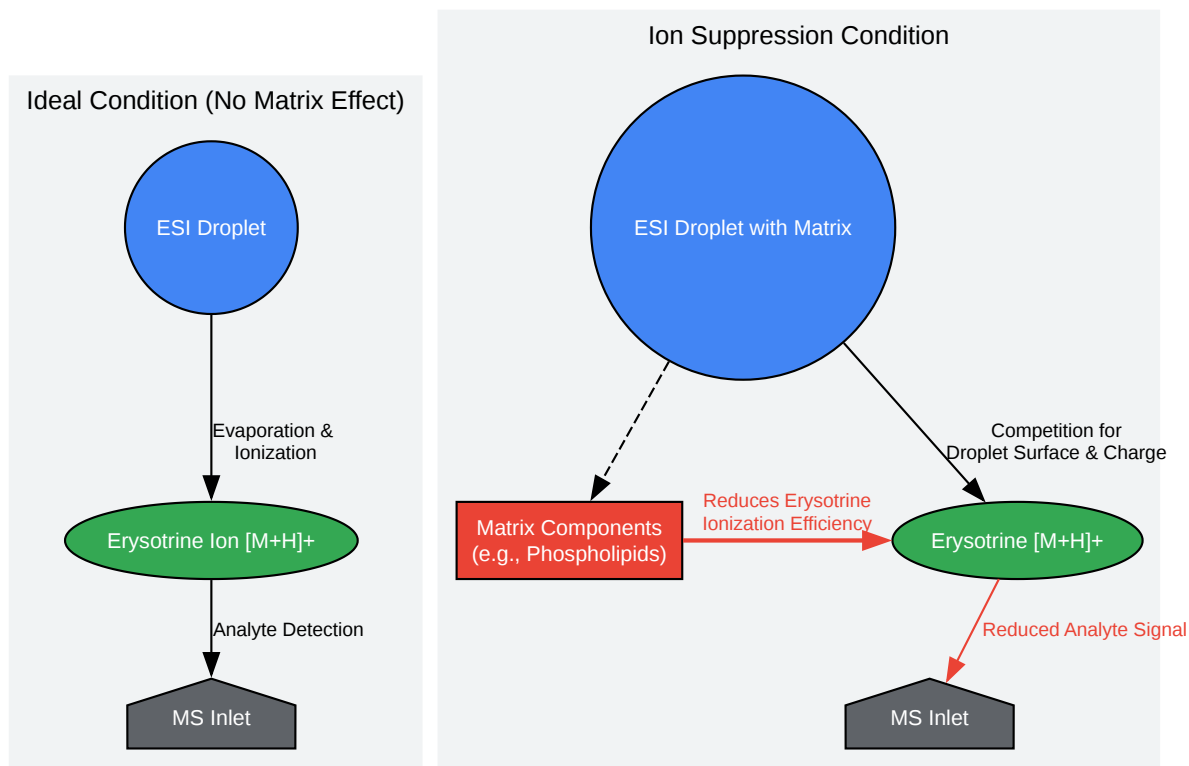 Ideal Condition (No Matrix Effect)
ESI Droplet
Evaporation &
Ionization
Erysotrine Ion [M+H]+
Analyte Detection
MS Inlet
Ion Suppression Condition
ESI Droplet with Matrix
Competition for
Droplet Surface & Charge
Matrix Components
(e.g., Phospholipids)
Reduces Erysotrine
Ionization Efficiency
Erysotrine [M+H]+
Reduced Analyte Signal
MS Inlet